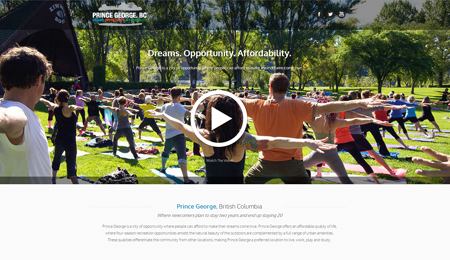 PRINCE GEORGE, BC
Dreams. Opportunity. Affordability.
Prince George is a city of opportunity where people can afford to make their dreams come true.
Watch The
Prince George, British Columbia
Where newcomers plan to stay two years and end up staying 20
Prince George is a city of opportunity where people can afford to make their dreams come true. Prince George offers an affordable quality of life,
where four-season recreation opportunities amidst the natural beauty of the outdoors are complemented by a full range of urban amenities.
These qualities differentiate the community from other locations, making Prince George a preferred location to live, work, play and study.